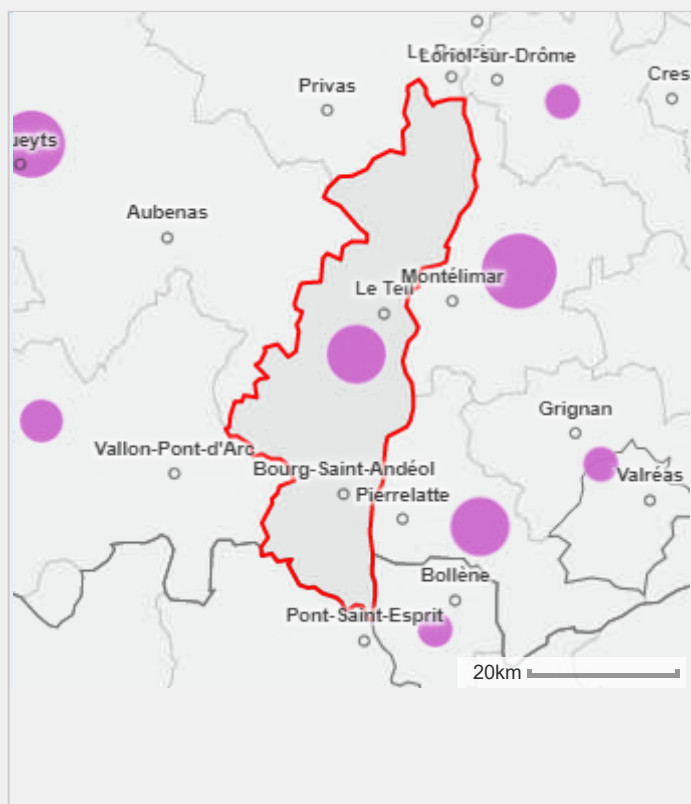 Loriol-sur-Drôme
Privas
Cres
ueyts
Aubenas
Montélimar
Le Teil
Grignan
Vallon-Pont-d'Arc
Bourg-Saint-Andéol
Valréas
Pierrelatte
Bollène
Pont-Saint-Esprit
20km